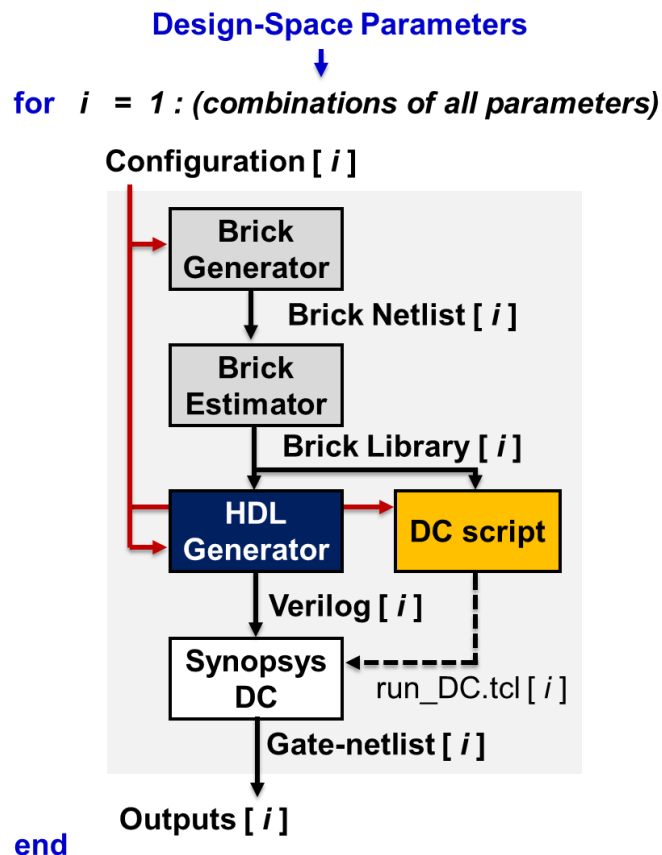 Design-Space Parameters
for i = 1 : (combinations of all parameters)
Configuration [ i ]
Brick
Generator
Brick Netlist [ i ]
Brick
Estimator
Brick Library [ i ]
HDL
Generator
DC script
Verilog [ i ]
Synopsys
DC
run_DC.tcl [ i ]
Gate-netlist [ i ]
Outputs [ i ]
end